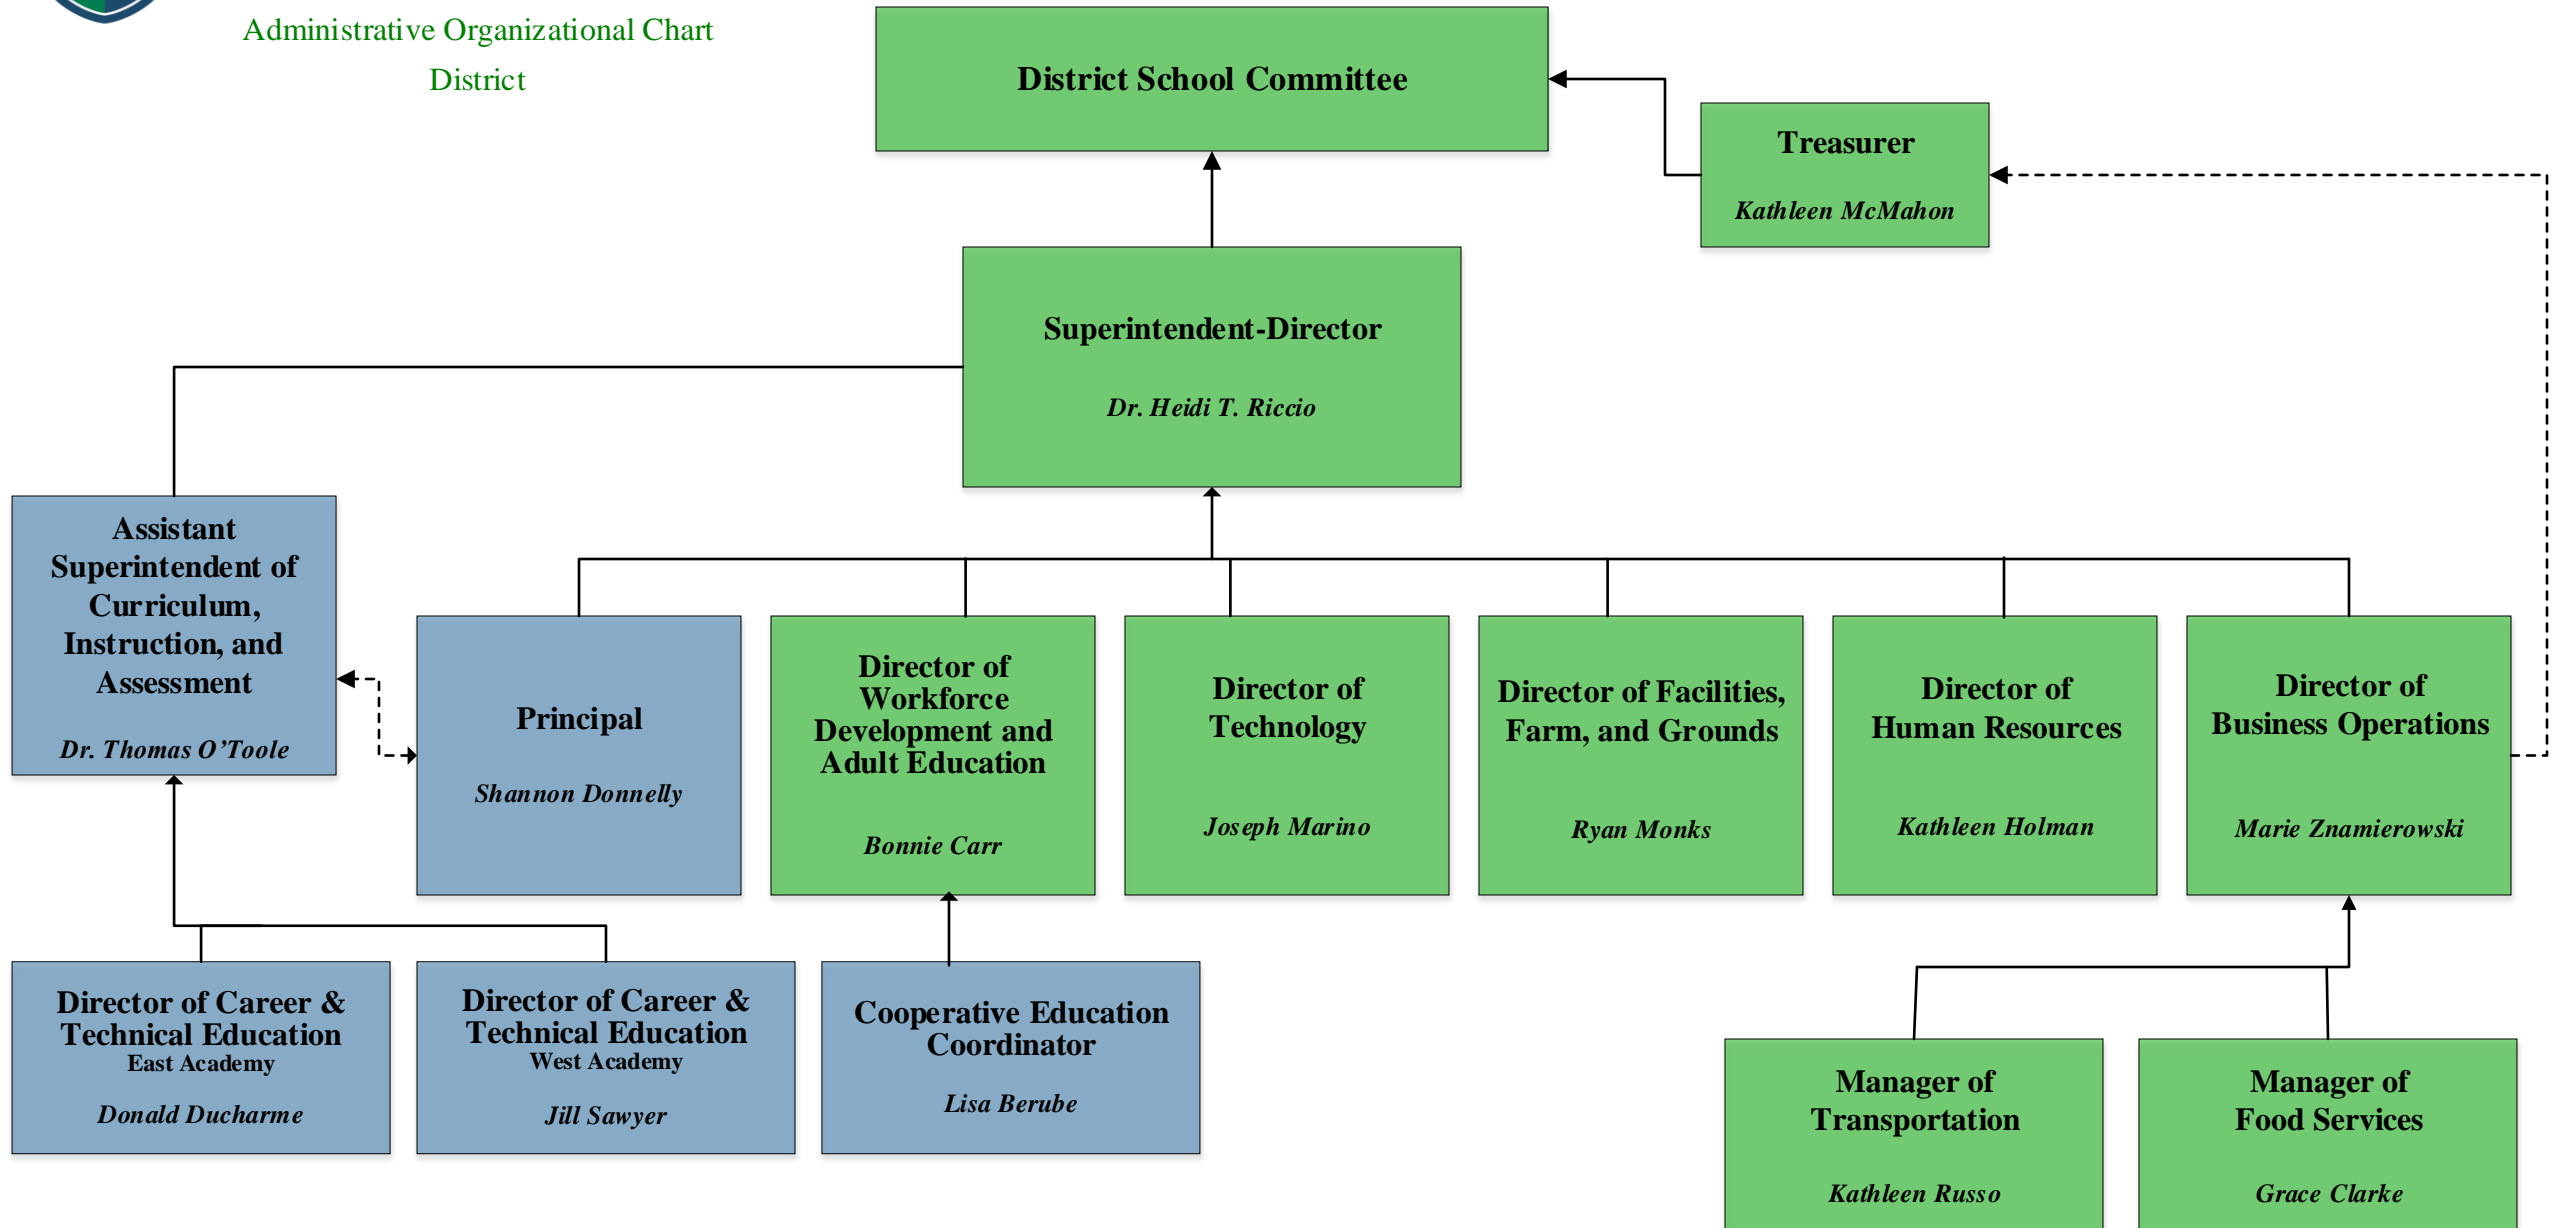 Administrative Organizational Chart
District
District School Committee
Treasurer
Kathleen McMahon
Superintendent-Director
Dr. Heidi T. Riccio
Assistant
Superintendent of
Curriculum,
Instruction, and
Assessment
Dr. Thomas O'Toole
Principal
Shannon Donnelly
Director of
Workforce
Development and
Adult Education
Bonnie Carr
Director of
Technology
Joseph Marino
Director of Facilities,
Farm, and Grounds
Ryan Monks
Director of
Human Resources
Kathleen Holman
Director of
Business Operations
Marie Znamierowski
Director of Career &
Technical Education
East Academy
Donald Ducharme
Director of Career &
Technical Education
West Academy
Jill Sawyer
Cooperative Education
Coordinator
Lisa Berube
Manager of
Transportation
Kathleen Russo
Manager of
Food Services
Grace Clarke